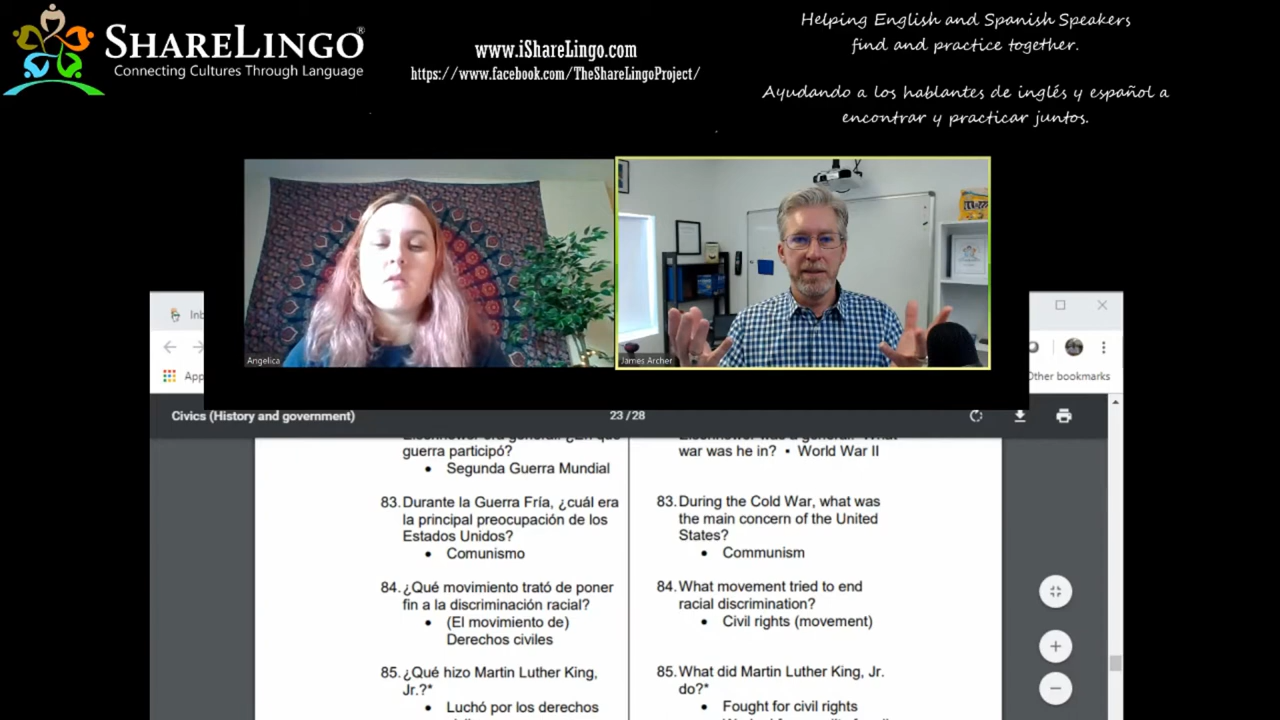 SHARELINGO®
Connecting Cultures Through Language
www.iShareLingo.com
https://www.facebook.com/TheShareLingoProject/
Helping English and Spanish Speakers
find and practice together.
Ayudando a los hablantes de inglés y español a
encontrar y practicar juntos.
Angelica
James Archer
Other bookmarks
Civics (History and government)
23 / 28
guerra participó?
• Segunda Guerra Mundial
83. Durante la Guerra Fría, ¿cuál era
la principal preocupación de los
Estados Unidos?
• Comunismo
84. ¿Qué movimiento trató de poner
fin a la discriminación racial?
• (El movimiento de)
Derechos civiles
85. ¿Qué hizo Martin Luther King,
Jr.?*
• Luchó por los derechos
war was he in? ▪ World War II
83. During the Cold War, what was
the main concern of the United
States?
• Communism
84. What movement tried to end
racial discrimination?
• Civil rights (movement)
85. What did Martin Luther King, Jr.
do?*
• Fought for civil rights